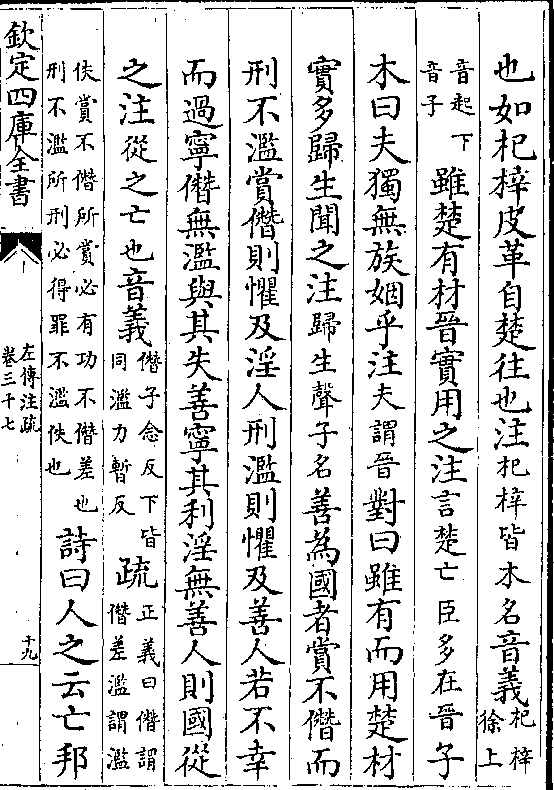 也如杞梓皮革自楚往也注杞梓皆木名音義杞梓徐上
音起下音子雖楚有材晉實用之注言楚亡臣多在晉子
木曰夫獨無族姻乎注夫謂晉對曰雖有而用楚材
實多歸生聞之注歸生聲子名善為國者賞不僭而
刑不濫賞僭則懼及淫人刑濫則懼及善人若不幸
而過寧僭無濫與其失善寧其利淫無善人則國從
之注從之亡也音義僭子念反下皆同濫力暫反疏正義曰僭謂僭差濫謂濫
佚賞不僭所賞必有功不僭差也刑不濫所刑必得罪不濫佚也詩曰人之云亡邦
欽定四庫全書
左傳注疏
卷三十七
十九